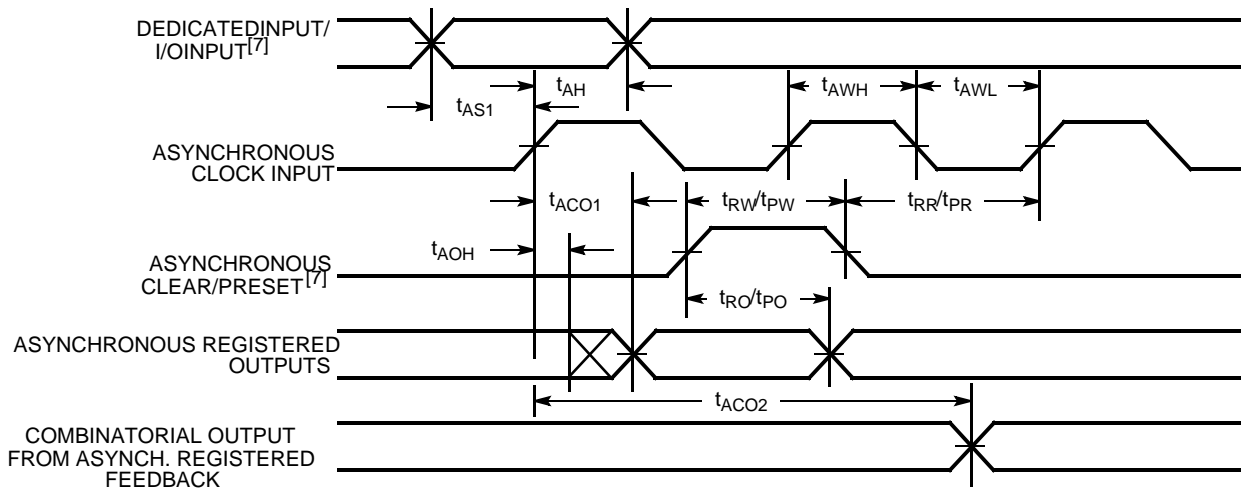 DEDICATEDINPUT/
I/OINPUT[7]
tAH
tAWH
tAWL
tAS1
ASYNCHRONOUS
CLOCK INPUT
tACO1
tRW/tPW
tRR/tPR
tAOH
ASYNCHRONOUS
CLEAR/PRESET[7]
tRO/tPO
ASYNCHRONOUS REGISTERED
OUTPUTS
tACO2
COMBINATORIAL OUTPUT
FROM ASYNCH. REGISTERED
FEEDBACK